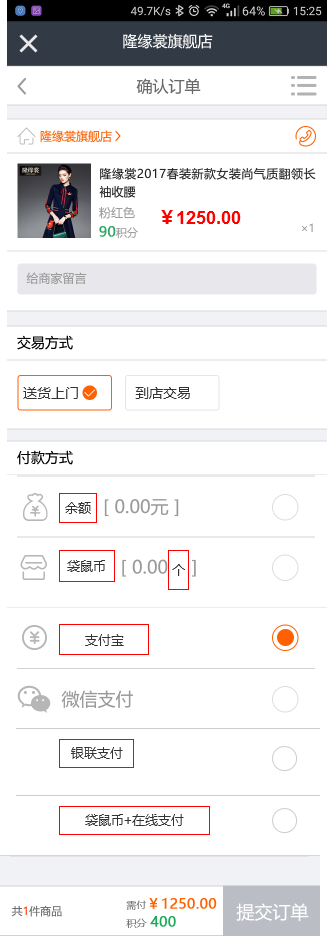 49.7K/s 4G 64% 15:25
隆缘裳旗舰店
确认订单
隆缘裳旗舰店
隆缘裳
隆缘裳2017春装新款女装尚气质翻领长
袖收腰
粉红色
￥1250.00
90积分
×1
给商家留言
交易方式
送货上门
到店交易
付款方式
余额 [ 0.00元 ]
袋鼠币 [ 0.00个 ]
支付宝
微信支付
银联支付
袋鼠币+在线支付
共1件商品
需付￥1250.00
积分 400
提交订单